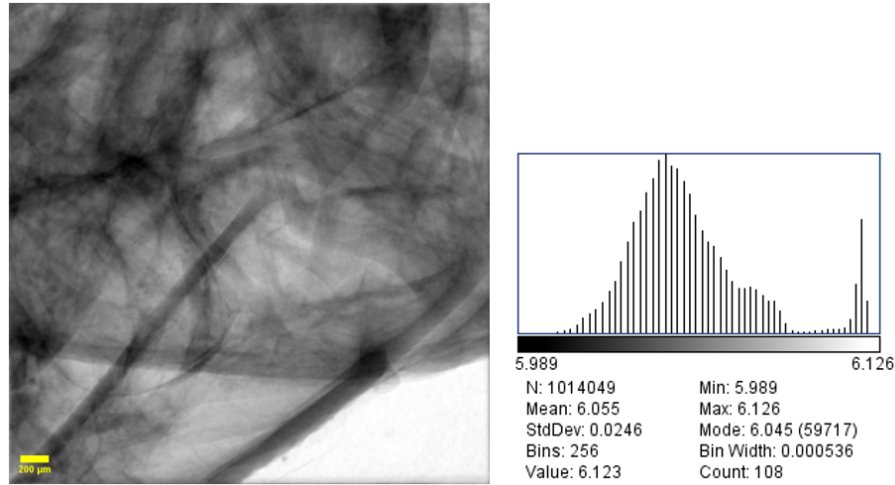 200 µm
5.989 6.126
N: 1014049 Min: 5.989
Mean: 6.055 Max: 6.126
StdDev: 0.0246 Mode: 6.045 (59717)
Bins: 256 Bin Width: 0.000536
Value: 6.123 Count: 108